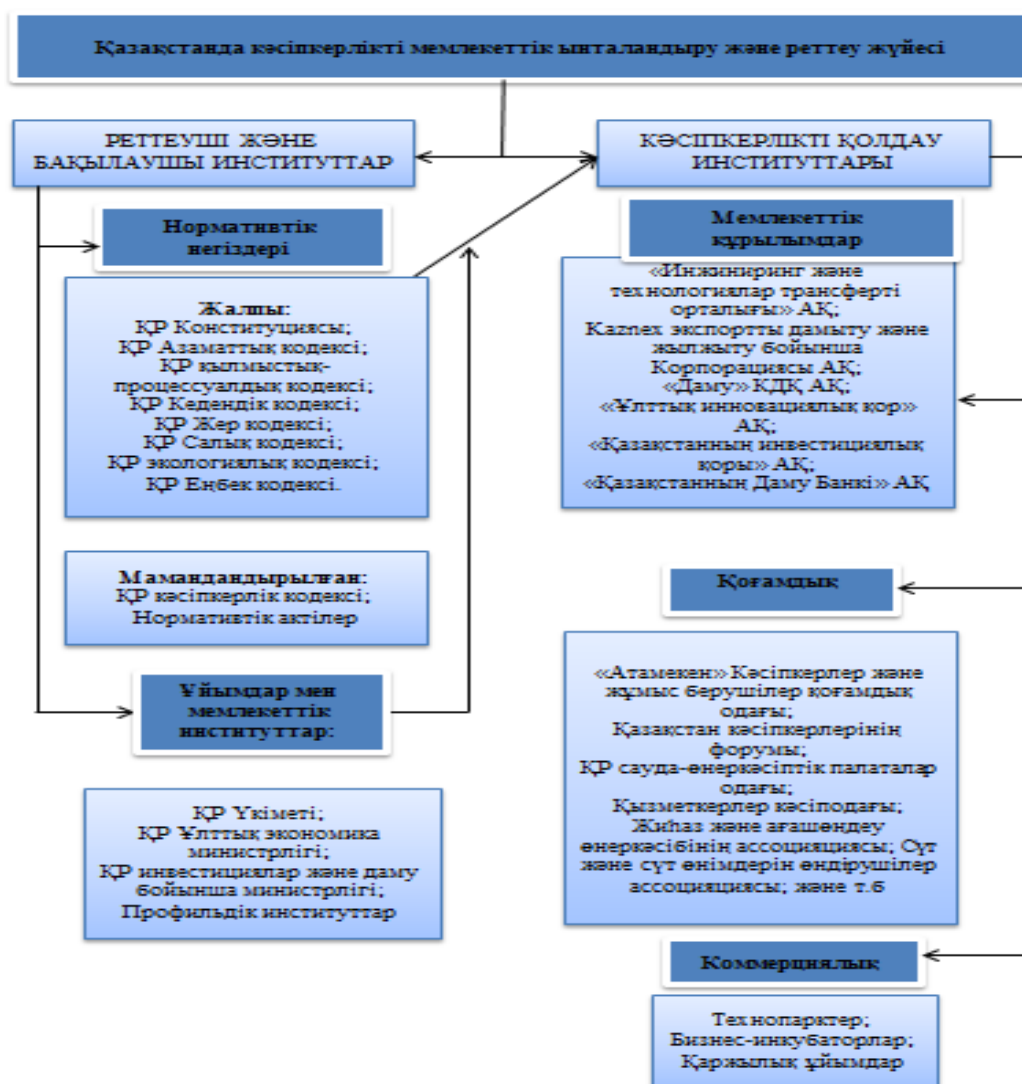 Қазақстанда кәсіпкерлікті мемлекеттік ынталандыру және реттеу жүйесі
РЕТТЕУШІ ЖӘНЕ
БАҚЫЛАУШЫ ИНСТИТУТТАР
Нормативтік
негіздері
Жалпы:
ҚР Конституциясы;
ҚР Азаматтық кодексі;
ҚР қылмыстық-
процессуалдық кодексі;
ҚР Кедендік кодексі;
ҚР Жер кодексі;
ҚР Салық кодексі;
ҚР экологиялық кодексі;
ҚР Еңбек кодексі.
Мамандандырылған:
ҚР кәсіпкерлік кодексі;
Нормативтік актілер
Ұйымдар мен
мемлекеттік
институттар:
ҚР Үкіметі;
ҚР Ұлттық экономика
министрлігі;
ҚР инвестициялар және даму
бойынша министрлігі;
Профильдік институттар
КӘСІПКЕРЛІКТІ ҚОЛДАУ
ИНСТИТУТТАРЫ
Мемлекеттік
құрылымдар
«Инжиниринг және
технологиялар трансферті
орталығы» АҚ;
Kaznex экспортты дамыту және
жылжыту бойынша
Корпорациясы АҚ;
«Даму» КДҚ АҚ;
«Ұлттық инновациялық қор»
АҚ;
«Қазақстанның инвестициялық
қоры» АҚ;
«Қазақстанның Даму Банкі» АҚ
Қоғамдық
«Атамекен» Кәсіпкерлер және
жұмыс берушілер қоғамдық
одағы;
Қазақстан кәсіпкерлерінің
форумы;
ҚР сауда-өнеркәсіптік палаталар
одағы;
Қызметкерлер кәсіподағы;
Жиһаз және ағашөңдеу
өнеркәсібінің ассоцияциясы; Сүт
және сүт өнімдерін өндірушілер
ассоцияциясы; және т.б
Коммерциялық
Технопарктер;
Бизнес-инкубаторлар;
Қаржылық ұйымдар